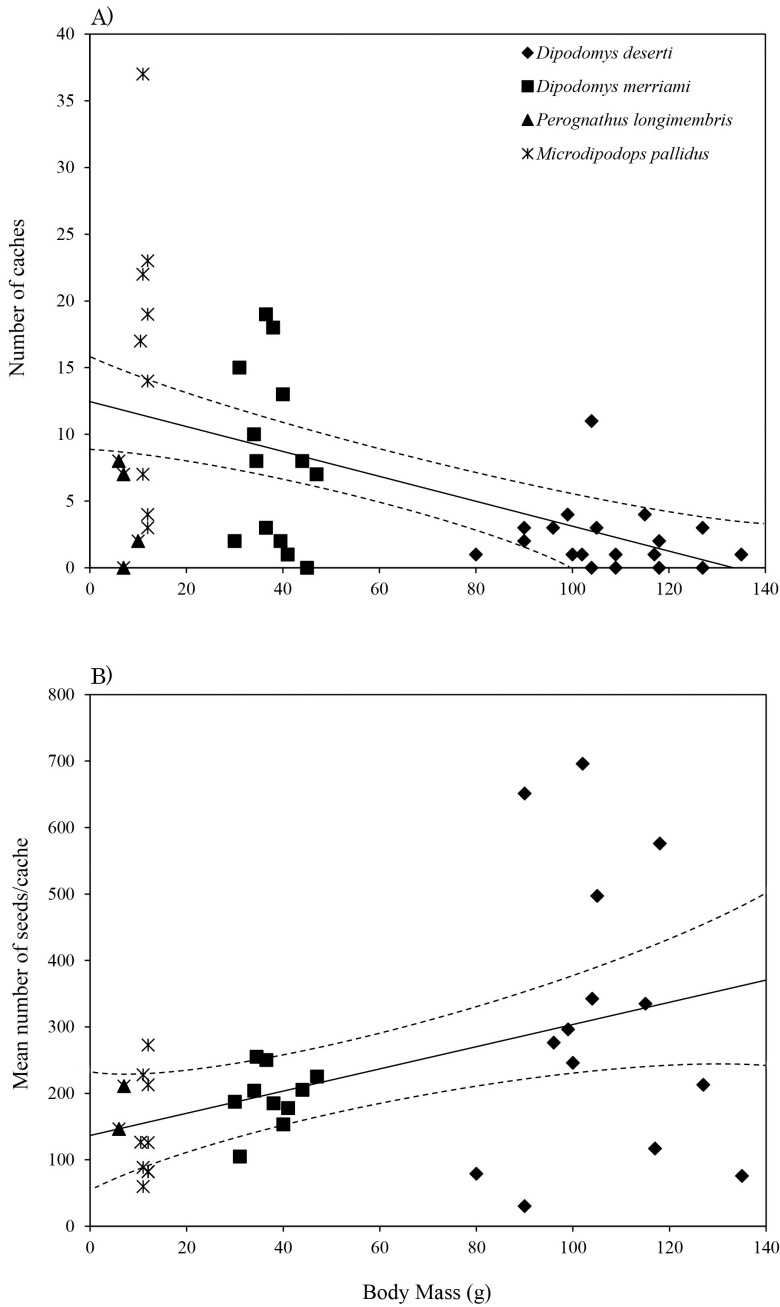 A)
40
35
30
25
20
15
10
5
0
Number of caches
Dipodomys deserti
Dipodomys merriami
Perognathus longimembris
Microdipodops pallidus
0 20 40 60 80 100 120 140
B)
800
700
600
500
400
300
200
100
0
Mean number of seeds/cache
0 20 40 60 80 100 120 140
Body Mass (g)